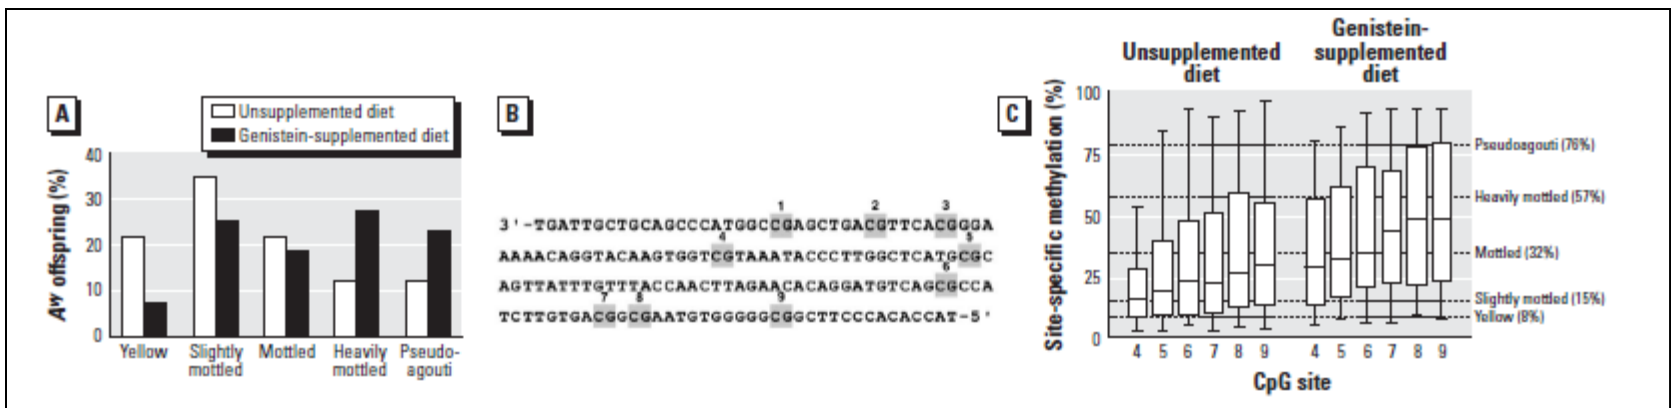 A
Unsupplemented diet
Genistein-supplemented diet
Avy offspring (%)
40
30
20
10
0
Yellow
Slightly
mottled
Mottled
Heavily
mottled
Pseudo-
agouti
B
1 2 3
3'-TGATTGCTGCAGCCCATGGCCGAGCTGACGTTCACGGGA
4 5
AAAACAGGTACAAGTGGTCGTAAATACCCTTGGCTCATGCGC
6
AGTTATTTGTTTACCAACTTAGAACACAGGATGTCAGCGCCA
7 8 9
TCTTGTGACGGCGAATGTGGGGGCGGCTTCCCACACCAT-5'
C
Unsupplemented
diet
Genistein-
supplemented
diet
Site-specific methylation (%)
100
75
50
25
0
Pseudoagouti (76%)
Heavily mottled (57%)
Mottled (32%)
Slightly mottled (15%)
Yellow (8%)
4 5 6 7 8 9 4 5 6 7 8 9
CpG site